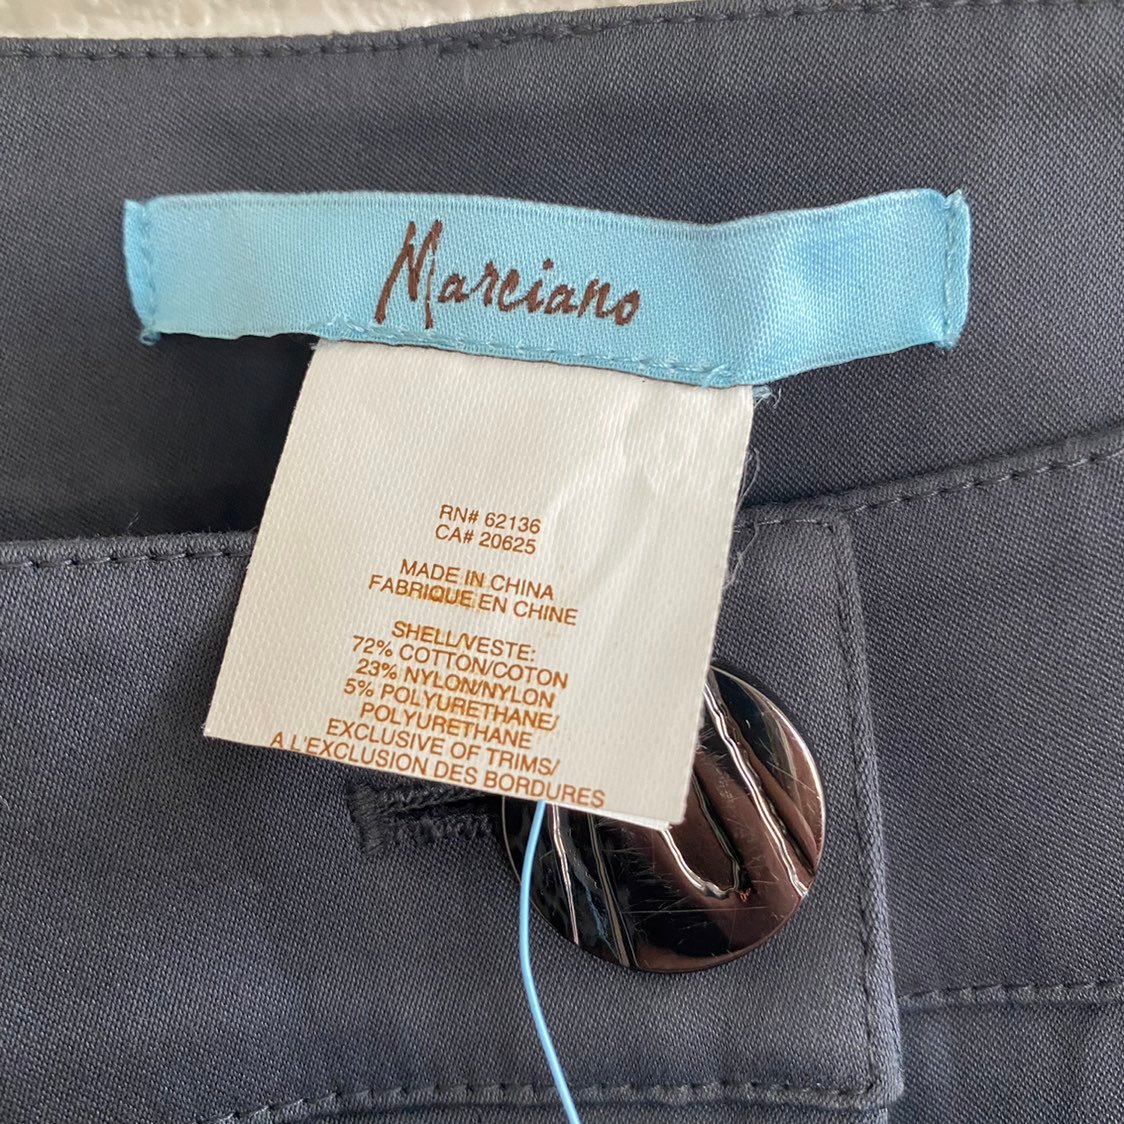 Marciano
RN# 62136
CA# 20625
MADE IN CHINA
FABRIQUE EN CHINE
SHELL/VESTE:
72% COTTON/COTON
23% NYLON/NYLON
5% POLYURETHANE/
POLYURETHANE
EXCLUSIVE OF TRIMS/
A L'EXCLUSION DES BORDURES